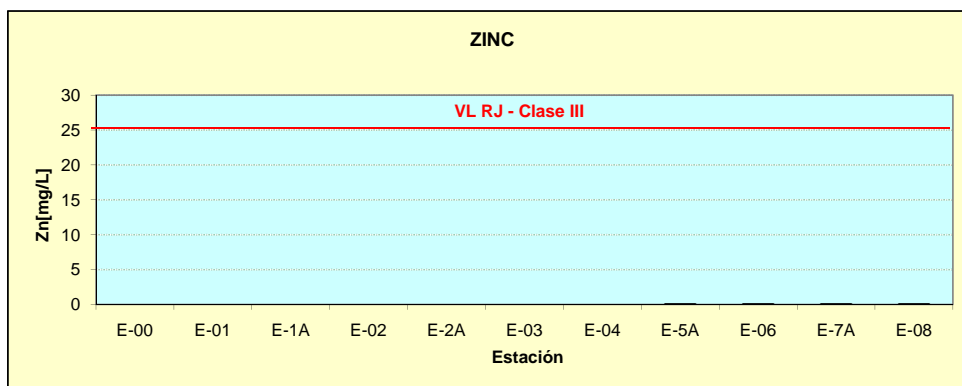 ZINC
VL RJ - Clase III
30
25
20
15
10
5
0
Zn[mg/L]
E-00 E-01 E-1A E-02 E-2A E-03 E-04 E-5A E-06 E-7A E-08
Estación